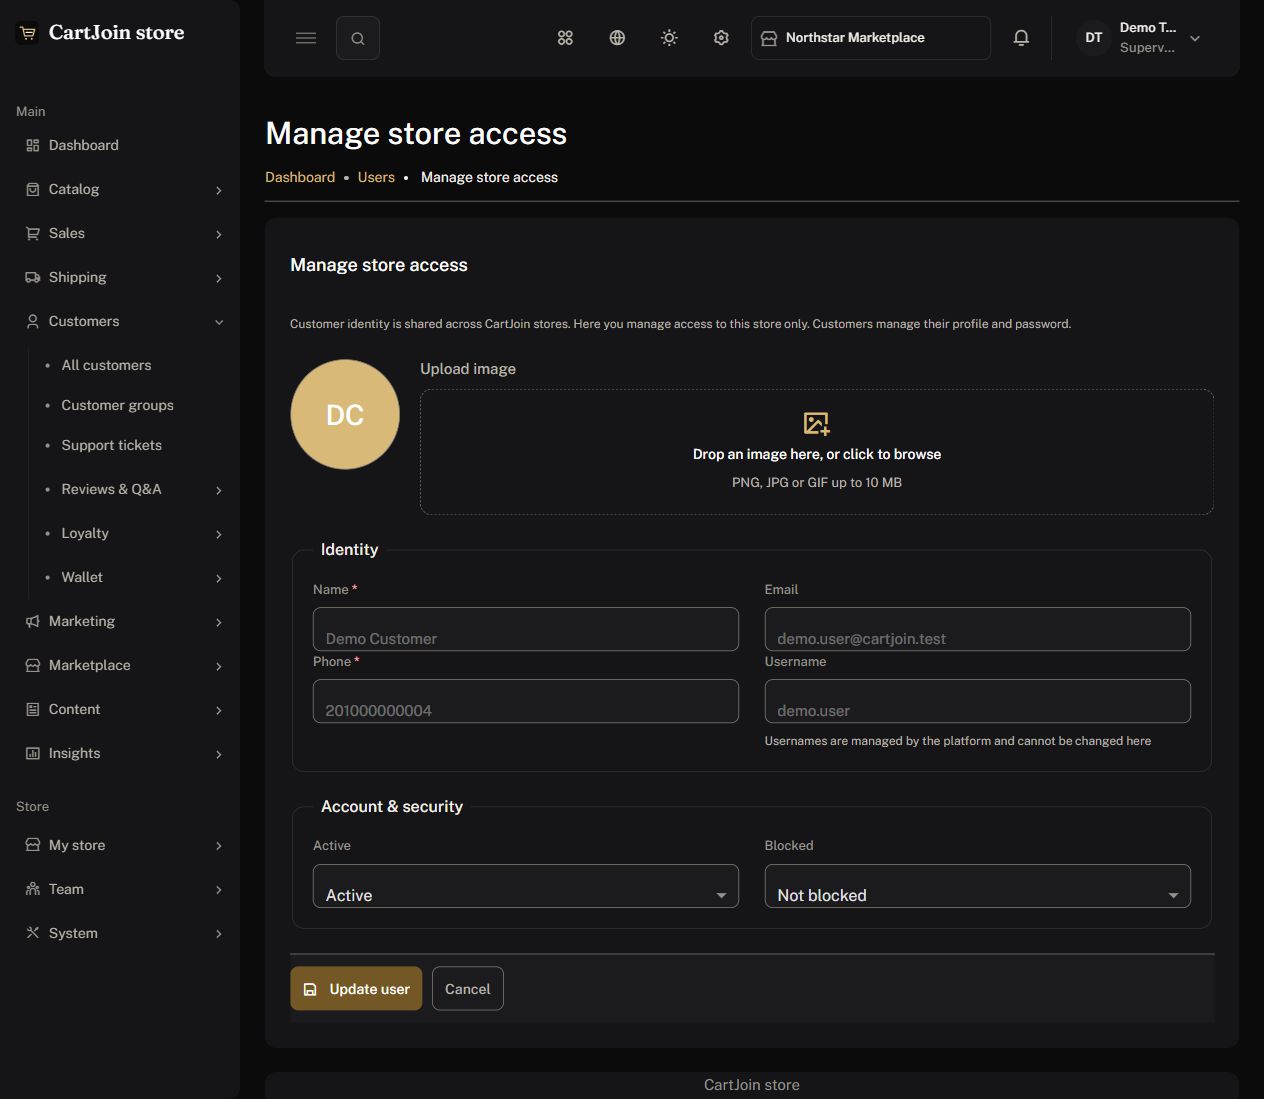 CartJoin store
Northstar Marketplace
DT
Demo T...
Superv...
Main
Dashboard
Catalog
Sales
Shipping
Customers
All customers
Customer groups
Support tickets
Reviews & Q&A
Loyalty
Wallet
Marketing
Marketplace
Content
Insights
Store
My store
Team
System
Manage store access
Dashboard • Users • Manage store access
Manage store access
Customer identity is shared across CartJoin stores. Here you manage access to this store only. Customers manage their profile and password.
DC
Upload image
Drop an image here, or click to browse
PNG, JPG or GIF up to 10 MB
Identity
Name *
Demo Customer
Email
demo.user@cartjoin.test
Phone *
201000000004
Username
demo.user
Usernames are managed by the platform and cannot be changed here
Account & security
Active
Active
Blocked
Not blocked
Update user
Cancel
CartJoin store